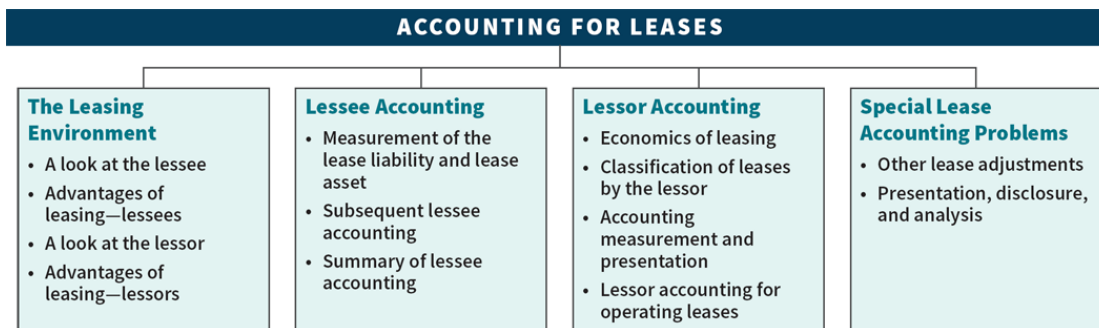 ACCOUNTING FOR LEASES
The Leasing
Environment
• A look at the lessee
• Advantages of
leasing—lessees
• A look at the lessor
• Advantages of
leasing—lessors
Lessee Accounting
• Measurement of the
lease liability and lease
asset
• Subsequent lessee
accounting
• Summary of lessee
accounting
Lessor Accounting
• Economics of leasing
• Classification of leases
by the lessor
• Accounting
measurement and
presentation
• Lessor accounting for
operating leases
Special Lease
Accounting Problems
• Other lease adjustments
• Presentation, disclosure,
and analysis